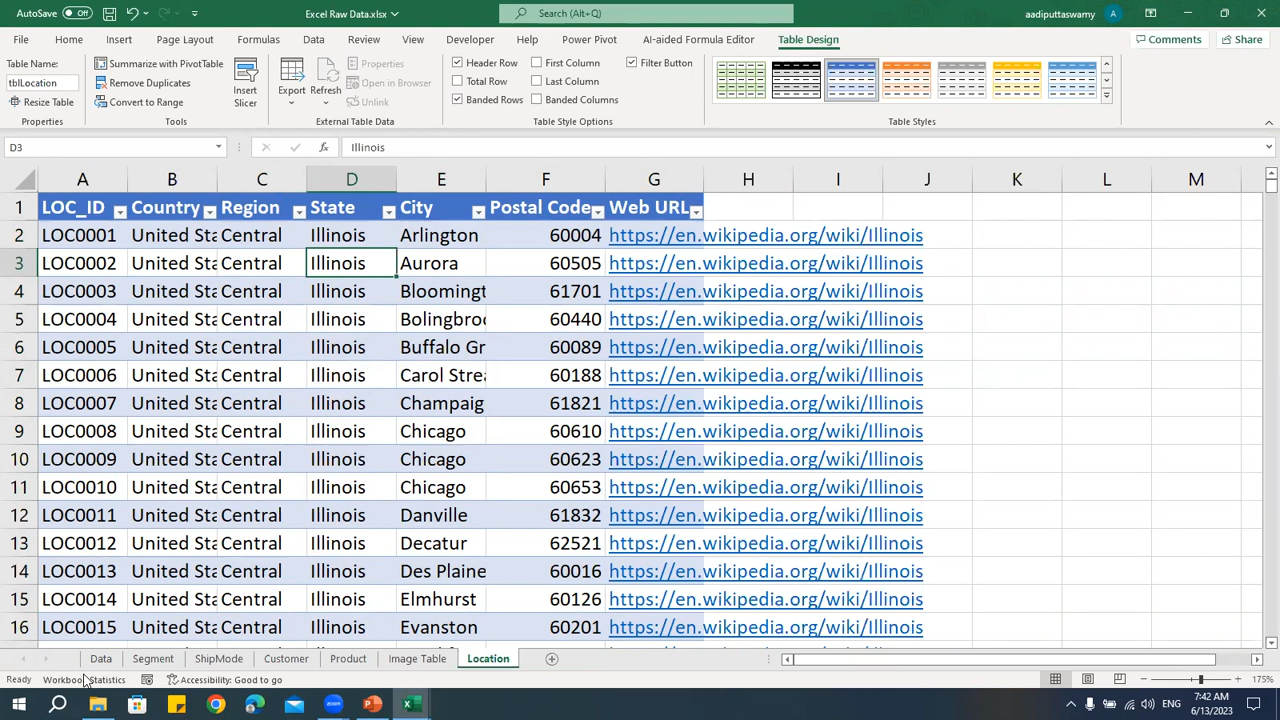 AutoSave Off Excel Raw Data.xlsx Search (Alt+Q) aadiputtaswamy A
File Home Insert Page Layout Formulas Data Review View Developer Help Power Pivot AI-aided Formula Editor Table Design Comments Share
Table Name:
tblLocation
Resize Table
Properties
Summarize with PivotTable
Remove Duplicates
Convert to Range
Tools
Insert
Slicer
Export
Refresh
Properties
Open in Browser
Unlink
External Table Data
Header Row First Column Filter Button
Total Row Last Column
Banded Rows Banded Columns
Table Style Options
Table Styles
D3 fx Illinois
A B C D E F G H I J K L M
1 LOC_ID Country Region State City Postal Code Web URL
2 LOC0001 United Sta Central Illinois Arlington 60004 https://en.wikipedia.org/wiki/Illinois
3 LOC0002 United Sta Central Illinois Aurora 60505 https://en.wikipedia.org/wiki/Illinois
4 LOC0003 United Sta Central Illinois Bloomingt 61701 https://en.wikipedia.org/wiki/Illinois
5 LOC0004 United Sta Central Illinois Bolingbroo 60440 https://en.wikipedia.org/wiki/Illinois
6 LOC0005 United Sta Central Illinois Buffalo Gr 60089 https://en.wikipedia.org/wiki/Illinois
7 LOC0006 United Sta Central Illinois Carol Strea 60188 https://en.wikipedia.org/wiki/Illinois
8 LOC0007 United Sta Central Illinois Champaig 61821 https://en.wikipedia.org/wiki/Illinois
9 LOC0008 United Sta Central Illinois Chicago 60610 https://en.wikipedia.org/wiki/Illinois
10 LOC0009 United Sta Central Illinois Chicago 60623 https://en.wikipedia.org/wiki/Illinois
11 LOC0010 United Sta Central Illinois Chicago 60653 https://en.wikipedia.org/wiki/Illinois
12 LOC0011 United Sta Central Illinois Danville 61832 https://en.wikipedia.org/wiki/Illinois
13 LOC0012 United Sta Central Illinois Decatur 62521 https://en.wikipedia.org/wiki/Illinois
14 LOC0013 United Sta Central Illinois Des Plaine 60016 https://en.wikipedia.org/wiki/Illinois
15 LOC0014 United Sta Central Illinois Elmhurst 60126 https://en.wikipedia.org/wiki/Illinois
16 LOC0015 United Sta Central Illinois Evanston 60201 https://en.wikipedia.org/wiki/Illinois
Data Segment ShipMode Customer Product Image Table Location
Ready Workbook Statistics Accessibility: Good to go 175%
7:42 AM
6/13/2023